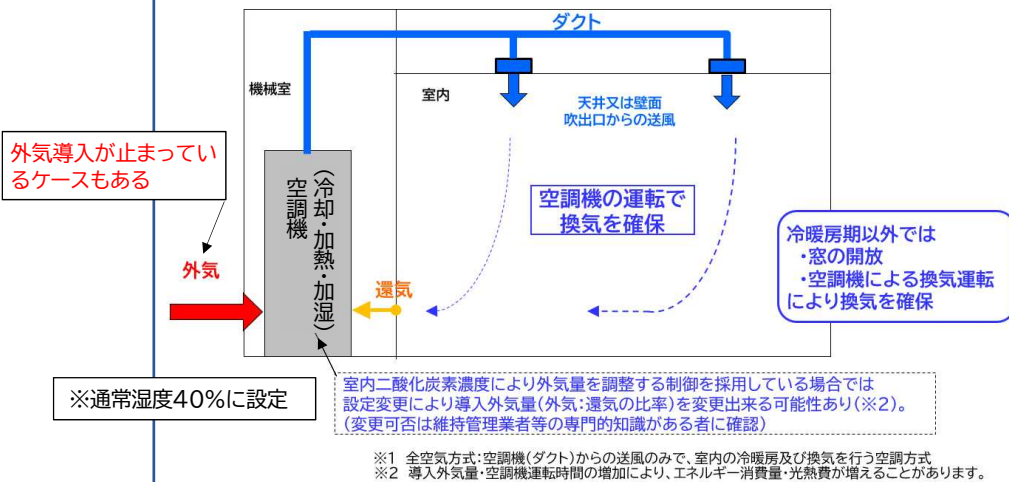 ダクト
機械室
室内
天井又は壁面
吹出口からの送風
外気導入が止まってい
るケースもある
空調機
(冷却・加熱・加湿)
空調機の運転で
換気を確保
冷暖房期以外では
・窓の開放
・空調機による換気運転
により換気を確保
外気
還気
※通常湿度40%に設定
室内二酸化炭素濃度により外気量を調整する制御を採用している場合では
設定変更により導入外気量(外気:還気の比率)を変更出来る可能性あり(※2)。
(変更可否は維持管理業者等の専門的知識がある者に確認)
※1 全空気方式:空調機(ダクト)からの送風のみで、室内の冷暖房及び換気を行う空調方式
※2 導入外気量・空調機運転時間の増加により、エネルギー消費量・光熱費が増えることがあります。